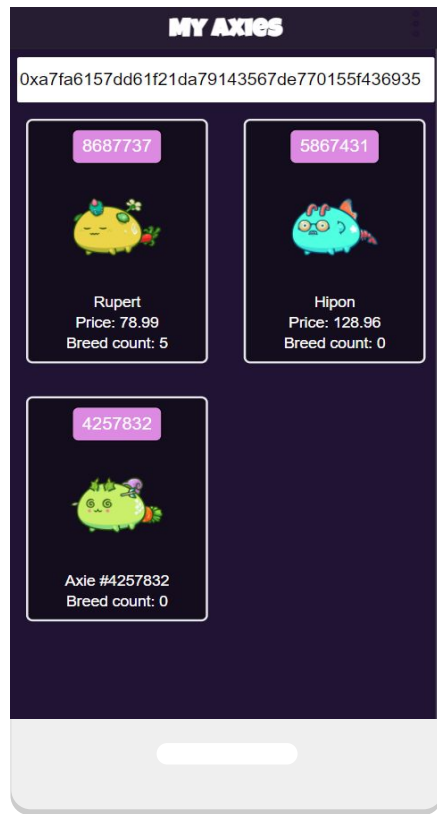 MY AXIES
0xa7fa6157dd61f21da79143567de770155f436935
8687737
Rupert
Price: 78.99
Breed count: 5
5867431
Hipon
Price: 128.96
Breed count: 0
4257832
Axie #4257832
Breed count: 0